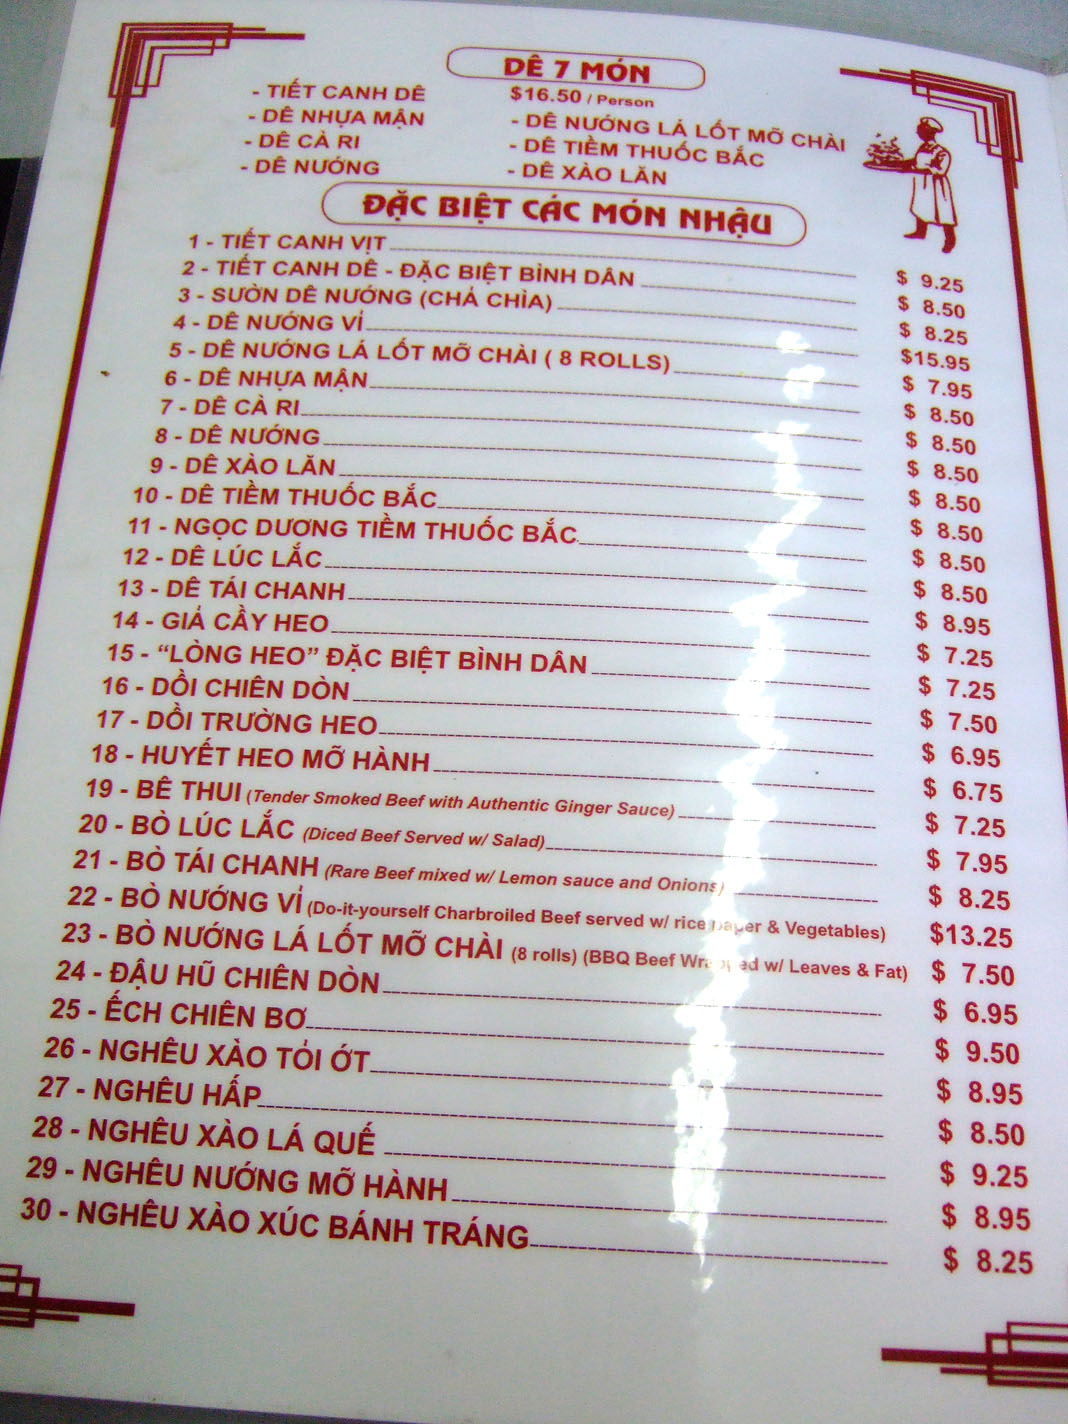 DÊ 7 MÓN
$16.50 / Person
- TIẾT CANH DÊ
- DÊ NHỰA MẬN
- DÊ CÀ RI
- DÊ NƯỚNG
- DÊ NƯỚNG LÁ LỐT MỠ CHÀI
- DÊ TIỀM THUỐC BẮC
- DÊ XÀO LĂN
ĐẶC BIỆT CÁC MÓN NHẬU
1 - TIẾT CANH VỊT $ 9.25
2 - TIẾT CANH DÊ - ĐẶC BIỆT BÌNH DÂN $ 8.50
3 - SƯỜN DÊ NƯỚNG (CHẢ CHÌA) $ 8.25
4 - DÊ NƯỚNG VỈ $15.95
5 - DÊ NƯỚNG LÁ LỐT MỠ CHÀI ( 8 ROLLS) $ 7.95
6 - DÊ NHỰA MẬN $ 8.50
7 - DÊ CÀ RI $ 8.50
8 - DÊ NƯỚNG $ 8.50
9 - DÊ XÀO LĂN $ 8.50
10 - DÊ TIỀM THUỐC BẮC $ 8.50
11 - NGỌC DƯƠNG TIỀM THUỐC BẮC $ 8.50
12 - DÊ LÚC LẮC $ 8.50
13 - DÊ TÁI CHANH $ 8.95
14 - GIẢ CẦY HEO $ 7.25
15 - “LÒNG HEO” ĐẶC BIỆT BÌNH DÂN $ 7.25
16 - DỒI CHIÊN DÒN $ 7.50
17 - DỒI TRƯỜNG HEO $ 6.95
18 - HUYẾT HEO MỠ HÀNH $ 6.75
19 - BÊ THUI (Tender Smoked Beef with Authentic Ginger Sauce) $ 7.25
20 - BÒ LÚC LẮC (Diced Beef Served w/ Salad) $ 7.95
21 - BÒ TÁI CHANH (Rare Beef mixed w/ Lemon sauce and Onions) $ 8.25
22 - BÒ NƯỚNG VỈ (Do-it-yourself Charbroiled Beef served w/ rice paper & Vegetables) $13.25
23 - BÒ NƯỚNG LÁ LỐT MỠ CHÀI (8 rolls) (BBQ Beef Wrapped w/ Leaves & Fat) $ 7.50
24 - ĐẬU HŨ CHIÊN DÒN $ 6.95
25 - ẾCH CHIÊN BƠ $ 9.50
26 - NGHÊU XÀO TỎI ỚT $ 8.95
27 - NGHÊU HẤP $ 8.50
28 - NGHÊU XÀO LÁ QUẾ $ 9.25
29 - NGHÊU NƯỚNG MỠ HÀNH $ 8.95
30 - NGHÊU XÀO XÚC BÁNH TRÁNG $ 8.25